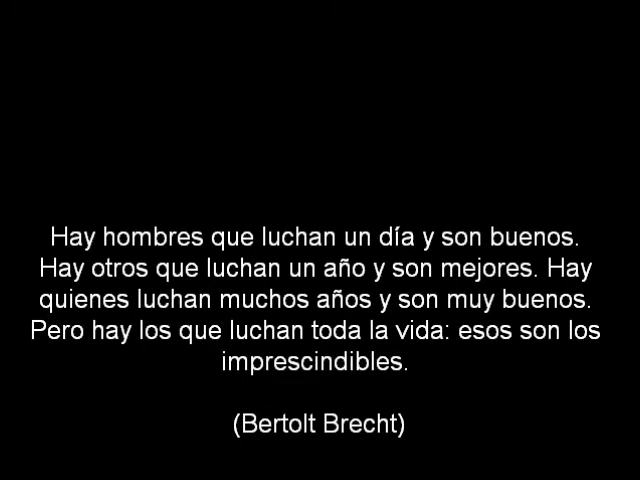 Hay hombres que luchan un día y son buenos.
Hay otros que luchan un año y son mejores. Hay
quienes luchan muchos años y son muy buenos.
Pero hay los que luchan toda la vida: esos son los
imprescindibles.
(Bertolt Brecht)